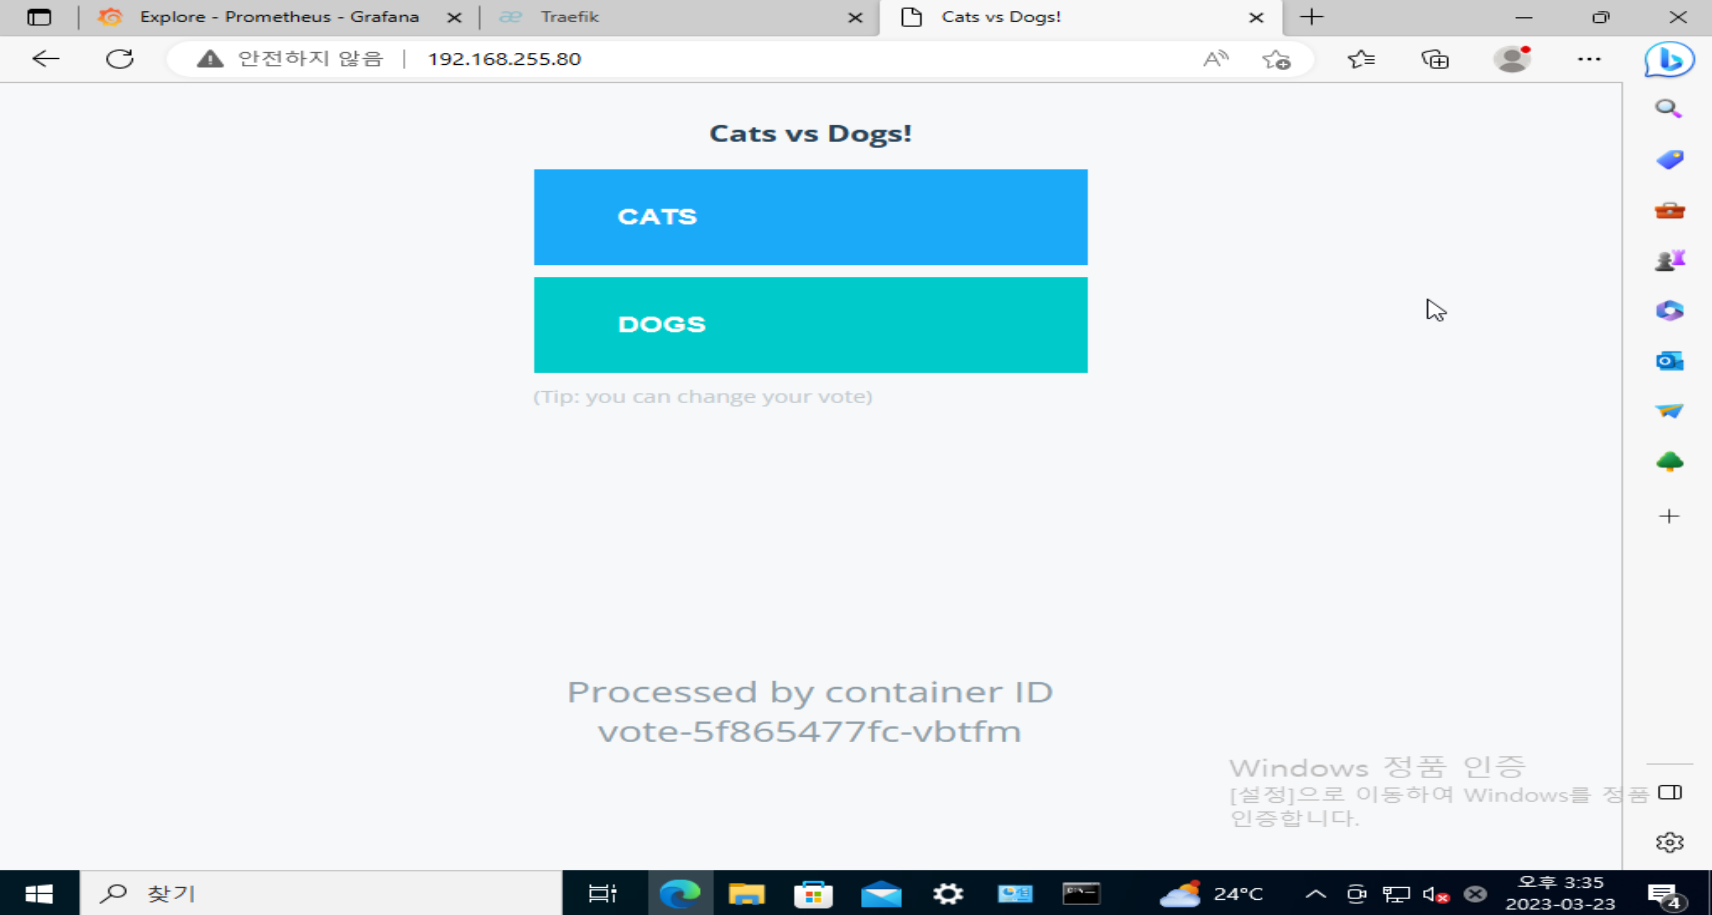 Explore - Prometheus - Grafana
Traefik
Cats vs Dogs!
안전하지 않음 | 192.168.255.80
Cats vs Dogs!
CATS
DOGS
(Tip: you can change your vote)
Processed by container ID
vote-5f865477fc-vbtfm
Windows 정품 인증
[설정]으로 이동하여 Windows를 정품
인증합니다.
찾기
24°C
오후 3:35
2023-03-23
4